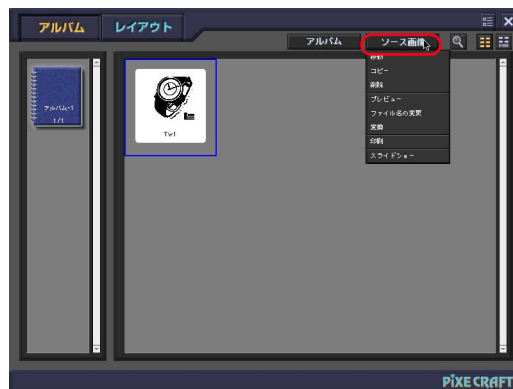 アルバム
レイアウト
アルバム
ソース画像
移動
コピー
削除
プレビュー
ファイル名の変更
変換
印刷
スライドショー
アルバム-1
1/1
Tw1
PIXE CRAFT